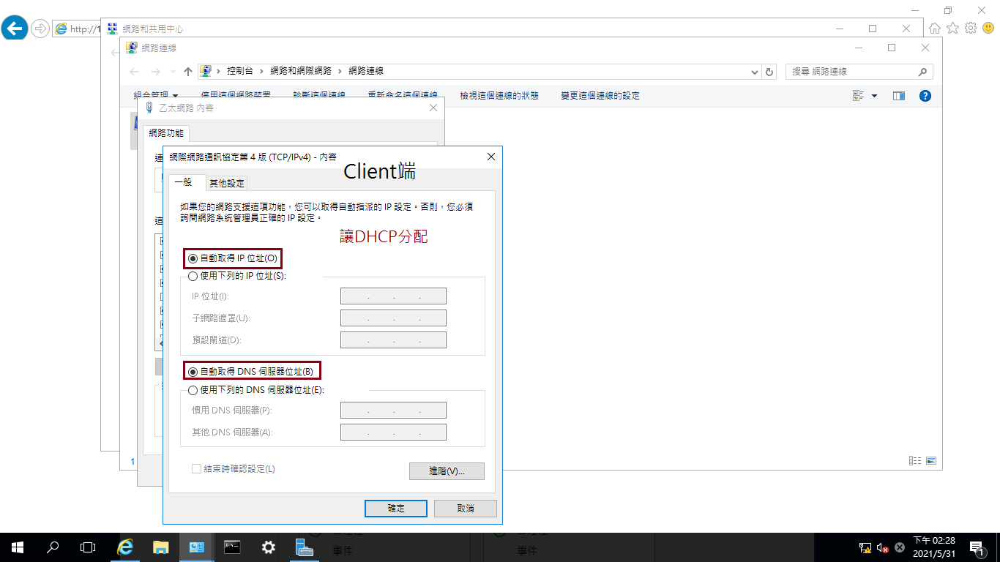 http://1
網路和共用中心
網路連線
控制台 > 網路和網際網路 > 網路連線
搜尋 網路連線
組合管理 停用這個網路裝置 診斷這個連線 重新命名這個連線 檢視這個連線的狀態 變更這個連線的設定
乙太網路 內容
網路功能
網際網路通訊協定第 4 版 (TCP/IPv4) - 內容
Client端
一般 其他設定
如果您的網路支援這項功能，您可以取得自動指派的 IP 設定。否則，您必須
詢問網路系統管理員正確的 IP 設定。
讓DHCP分配
自動取得 IP 位址(O)
使用下列的 IP 位址(S):
IP 位址(I):
子網路遮罩(U):
預設閘道(D):
自動取得 DNS 伺服器位址(B)
使用下列的 DNS 伺服器位址(E):
慣用 DNS 伺服器(P):
其他 DNS 伺服器(A):
結束時確認設定(L)
進階(V)...
確定 取消
1
事件 事件
下午 02:28
2021/5/31
1